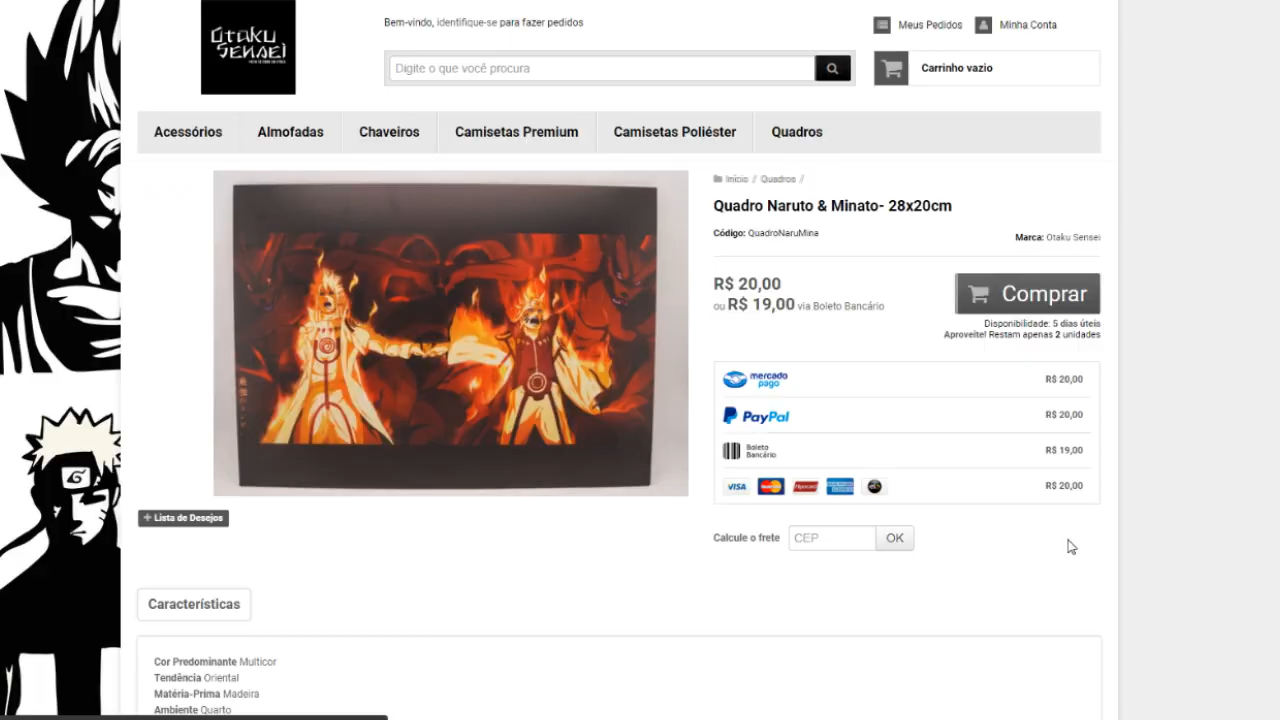 Otaku
Sensei
Bem-vindo, identifique-se para fazer pedidos
Meus Pedidos
Minha Conta
Digite o que você procura
Carrinho vazio
Acessórios
Almofadas
Chaveiros
Camisetas Premium
Camisetas Poliéster
Quadros
Início / Quadros /
Quadro Naruto & Minato- 28x20cm
Código: QuadroNaruMina
Marca: Otaku Sensei
R$ 20,00
ou R$ 19,00 via Boleto Bancário
Comprar
Disponibilidade: 5 dias úteis
Aproveite! Restam apenas 2 unidades
mercado
pago
R$ 20,00
PayPal
R$ 20,00
Boleto
Bancário
R$ 19,00
VISA
MasterCard
Hipercard
R$ 20,00
+ Lista de Desejos
Calcule o frete
CEP
OK
Características
Cor Predominante Multicor
Tendência Oriental
Matéria-Prima Madeira
Ambiente Quarto